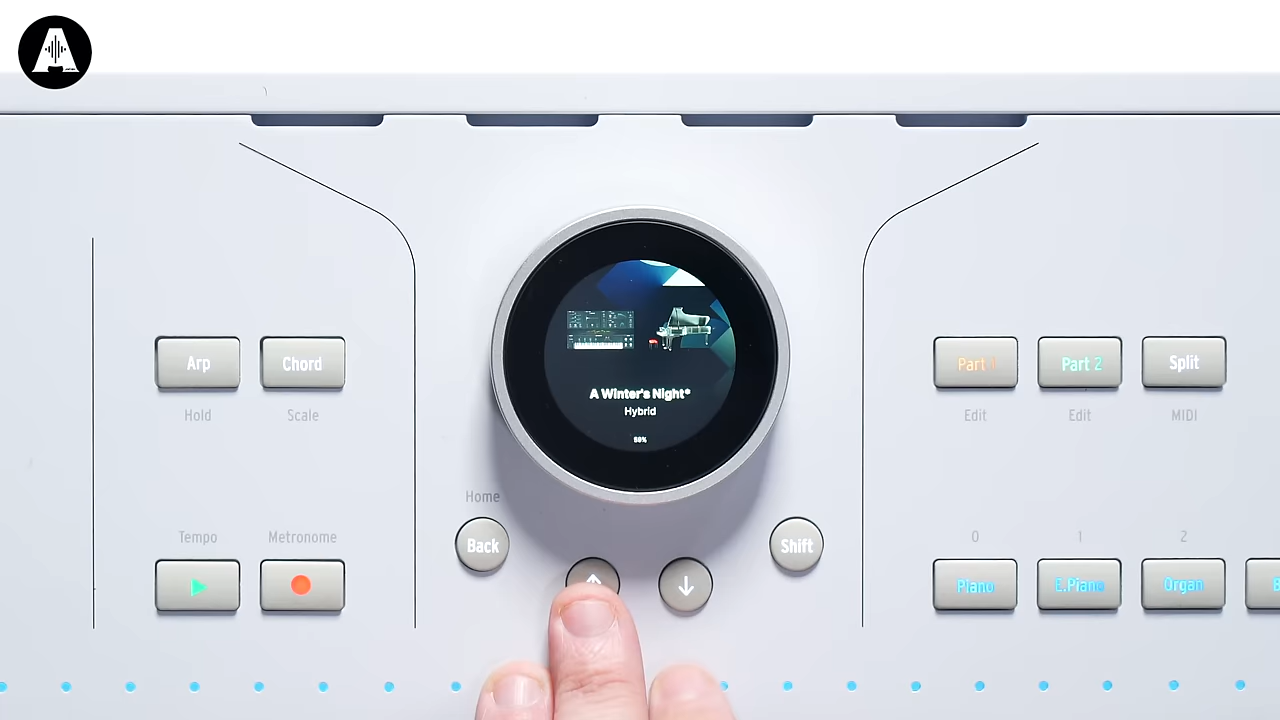 Arp
Chord
Hold
Scale
Tempo
Metronome
A Winter's Night*
Hybrid
Home
Back
Shift
Part 1
Part 2
Split
Edit
Edit
MIDI
0
1
2
Piano
E.Piano
Organ